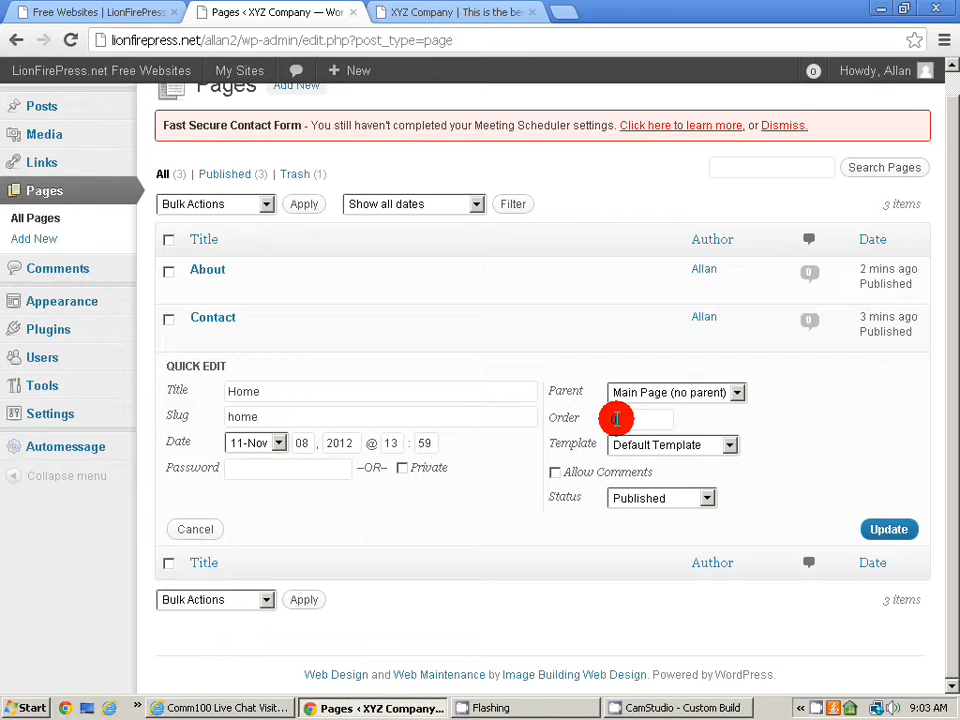 Free Websites | LionFirePress
Pages < XYZ Company — Wo
XYZ Company | This is the be
lionfirepress.net/allan2/wp-admin/edit.php?post_type=page
LionFirePress.net Free Websites
My Sites
New
0
Howdy, Allan
Posts
Media
Links
Pages
All Pages
Add New
Comments
Appearance
Plugins
Users
Tools
Settings
Automessage
Collapse menu
Pages Add New
Fast Secure Contact Form - You still haven't completed your Meeting Scheduler settings. Click here to learn more, or Dismiss.
All (3) Published (3) Trash (1)
Search Pages
Bulk Actions Apply Show all dates Filter 3 items
Title Author Date
About Allan 0 2 mins ago
Published
Contact Allan 0 3 mins ago
Published
QUICK EDIT
Title Home
Slug home
Date 11-Nov 08 , 2012 @ 13 : 59
Password –OR– Private
Parent Main Page (no parent)
Order
Template Default Template
Allow Comments
Status Published
Cancel Update
Title Author Date
Bulk Actions Apply 3 items
Web Design and Web Maintenance by Image Building Web Design. Powered by WordPress.
Start
Comm100 Live Chat Visit...
Pages < XYZ Company...
Flashing
CamStudio - Custom Build
9:03 AM